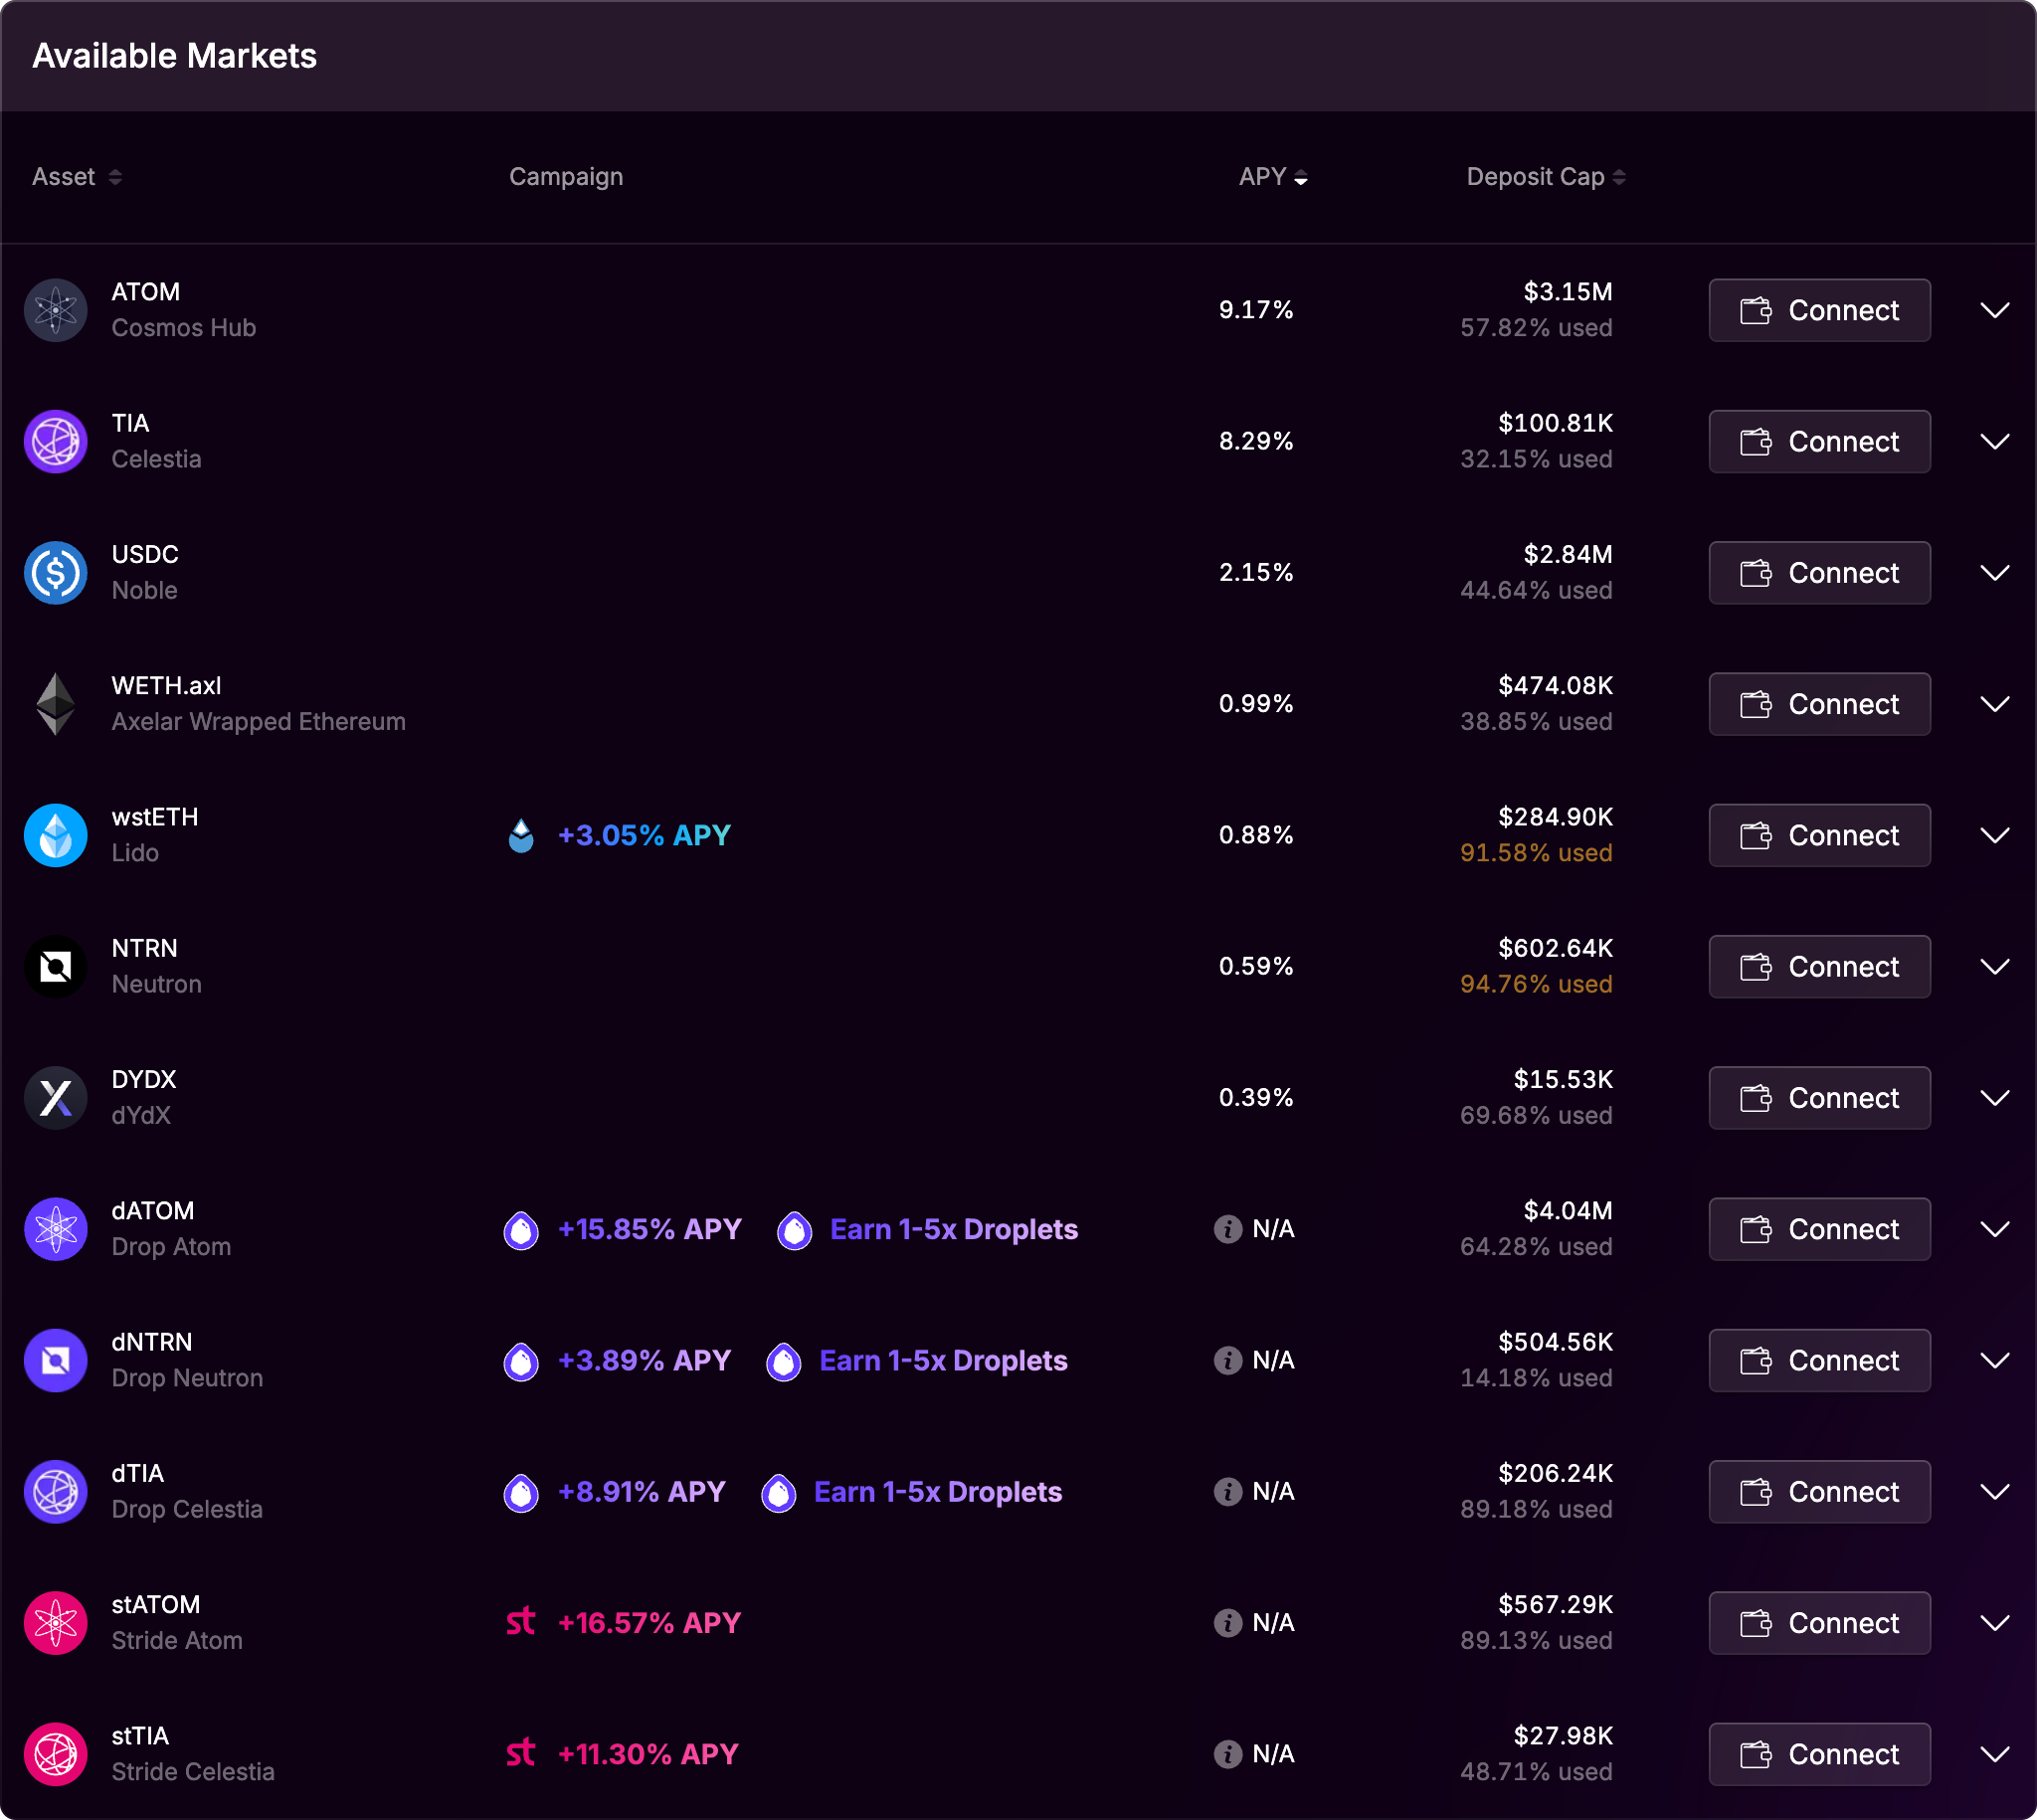 Available Markets
Asset Campaign APY Deposit Cap
ATOM
Cosmos Hub
9.17%
$3.15M
57.82% used
Connect
TIA
Celestia
8.29%
$100.81K
32.15% used
Connect
USDC
Noble
2.15%
$2.84M
44.64% used
Connect
WETH.axl
Axelar Wrapped Ethereum
0.99%
$474.08K
38.85% used
Connect
wstETH
Lido
+3.05% APY
0.88%
$284.90K
91.58% used
Connect
NTRN
Neutron
0.59%
$602.64K
94.76% used
Connect
DYDX
dYdX
0.39%
$15.53K
69.68% used
Connect
dATOM
Drop Atom
+15.85% APY
Earn 1-5x Droplets
N/A
$4.04M
64.28% used
Connect
dNTRN
Drop Neutron
+3.89% APY
Earn 1-5x Droplets
N/A
$504.56K
14.18% used
Connect
dTIA
Drop Celestia
+8.91% APY
Earn 1-5x Droplets
N/A
$206.24K
89.18% used
Connect
stATOM
Stride Atom
st +16.57% APY
N/A
$567.29K
89.13% used
Connect
stTIA
Stride Celestia
st +11.30% APY
N/A
$27.98K
48.71% used
Connect